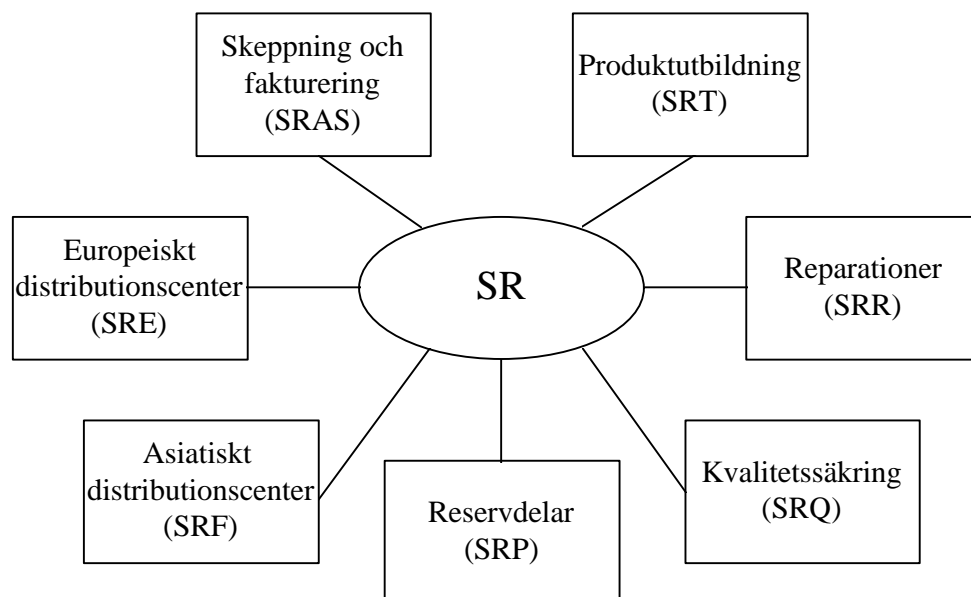 Skeppning och
fakturering
(SRAS)
Produktutbildning
(SRT)
Europeiskt
distributionscenter
(SRE)
SR
Reparationer
(SRR)
Asiatiskt
distributionscenter
(SRF)
Reservdelar
(SRP)
Kvalitetssäkring
(SRQ)